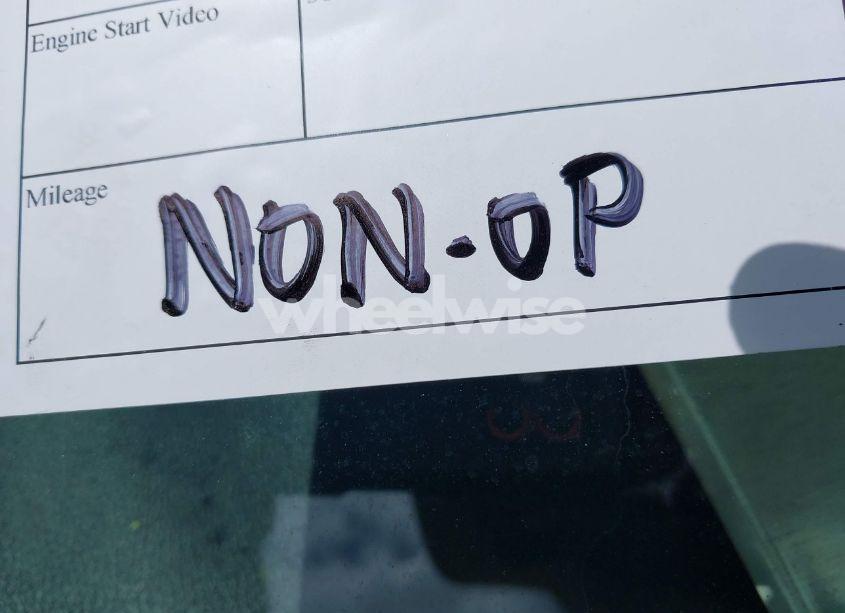 Engine Start Video
Mileage
NON-OP
wheelwise